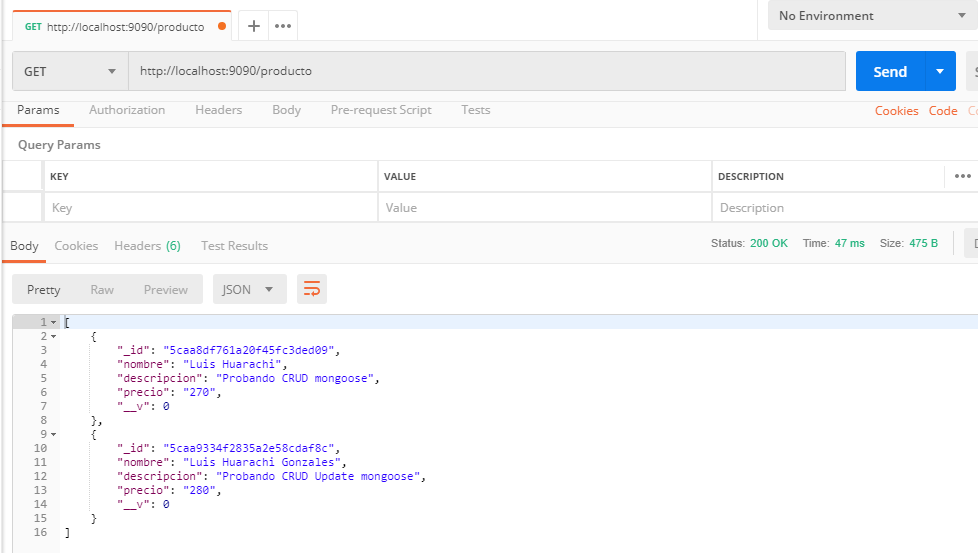 GET http://localhost:9090/producto + •••
No Environment
GET http://localhost:9090/producto Send
Params Authorization Headers Body Pre-request Script Tests Cookies Code
Query Params
KEY VALUE DESCRIPTION •••
Key Value Description
Body Cookies Headers (6) Test Results Status: 200 OK Time: 47 ms Size: 475 B
Pretty Raw Preview JSON
1 [
2 {
3 "_id": "5caa8df761a20f45fc3ded09",
4 "nombre": "Luis Huarachi",
5 "descripcion": "Probando CRUD mongoose",
6 "precio": "270",
7 "__v": 0
8 },
9 {
10 "_id": "5caa9334f2835a2e58cdaf8c",
11 "nombre": "Luis Huarachi Gonzales",
12 "descripcion": "Probando CRUD Update mongoose",
13 "precio": "280",
14 "__v": 0
15 }
16 ]